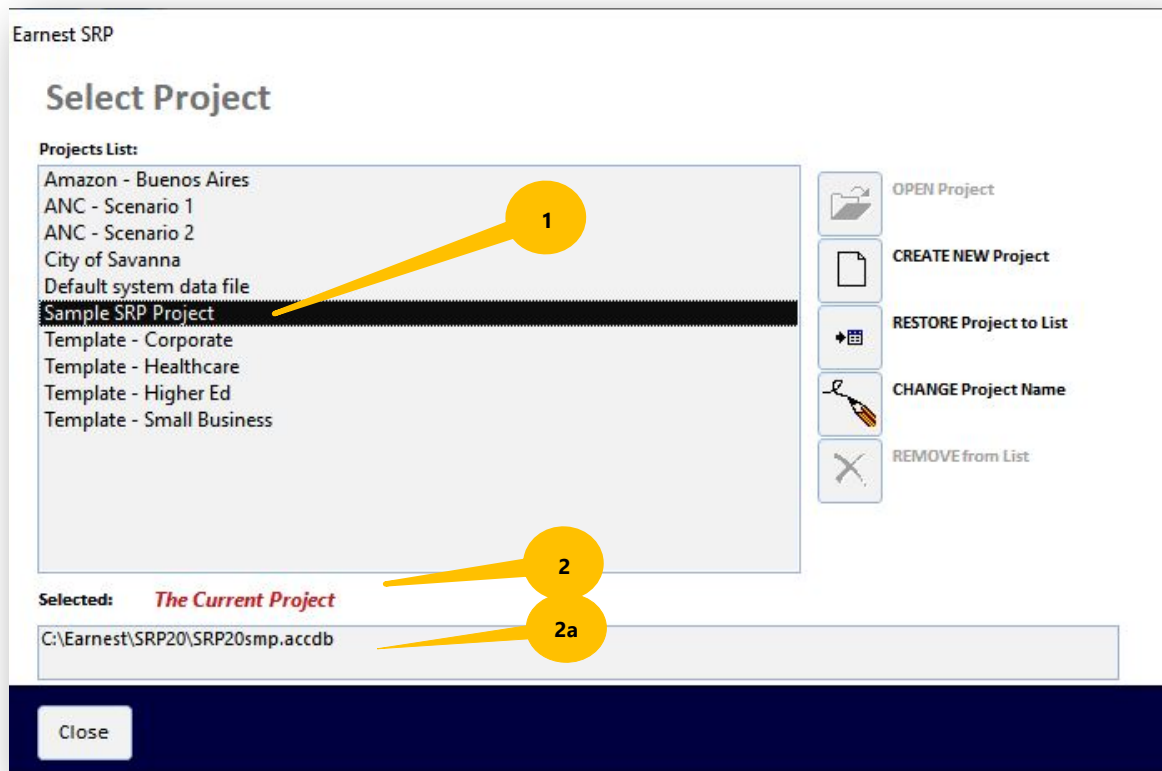 Earnest SRP
Select Project
Projects List:
Amazon - Buenos Aires
ANC - Scenario 1
ANC - Scenario 2
City of Savanna
Default system data file
Sample SRP Project
Template - Corporate
Template - Healthcare
Template - Higher Ed
Template - Small Business
1
OPEN Project
CREATE NEW Project
RESTORE Project to List
CHANGE Project Name
REMOVE from List
2
Selected: The Current Project
2a
C:\Earnest\SRP20\SRP20smp.accdb
Close